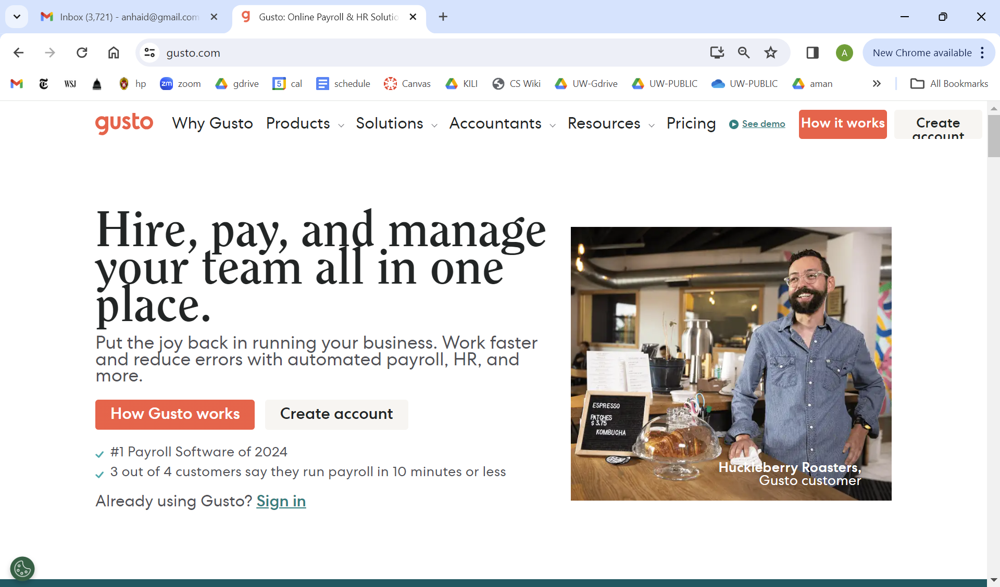 Inbox (3,721) - anhaid@gmail.com
Gusto: Online Payroll & HR Solutio
gusto.com
A
New Chrome available
WSJ
hp
zm
zoom
gdrive
5
cal
schedule
Canvas
KILI
CS Wiki
UW-Gdrive
UW-PUBLIC
UW-PUBLIC
aman
All Bookmarks
gusto
Why Gusto
Products
Solutions
Accountants
Resources
Pricing
See demo
How it works
Create
account
Hire, pay, and manage
your team all in one
place.
Put the joy back in running your business. Work faster
and reduce errors with automated payroll, HR, and
more.
How Gusto works
Create account
#1 Payroll Software of 2024
3 out of 4 customers say they run payroll in 10 minutes or less
Already using Gusto? Sign in
ESPRESSO
PATCHES
$ 3.75
KOMBUCHA
Huckleberry Roasters,
Gusto customer